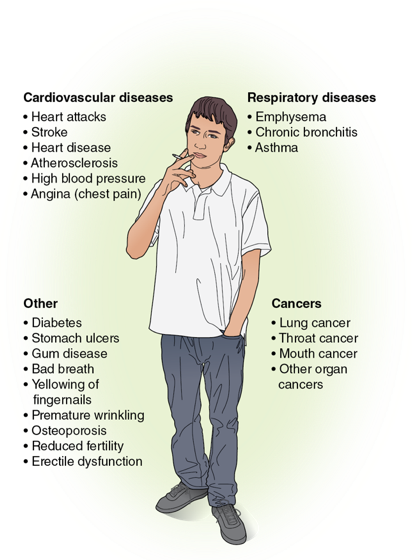 Cardiovascular diseases
• Heart attacks
• Stroke
• Heart disease
• Atherosclerosis
• High blood pressure
• Angina (chest pain)
Respiratory diseases
• Emphysema
• Chronic bronchitis
• Asthma
Other
• Diabetes
• Stomach ulcers
• Gum disease
• Bad breath
• Yellowing of
fingernails
• Premature wrinkling
• Osteoporosis
• Reduced fertility
• Erectile dysfunction
Cancers
• Lung cancer
• Throat cancer
• Mouth cancer
• Other organ
cancers